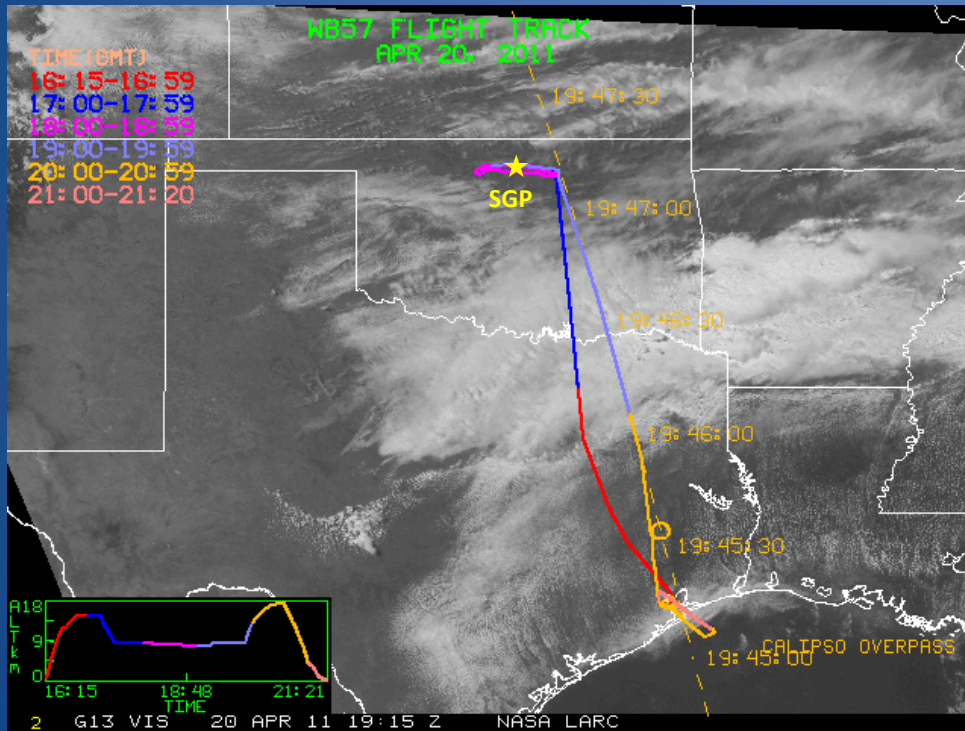 WB57 FLIGHT TRACK
APR 20, 2011
TIME(GMT)
16:15-16:59
17:00-17:59
18:00-18:59
19:00-19:59
20:00-20:59
21:00-21:20
19:47:30
SGP
19:47:00
19:46:30
19:46:00
19:45:30
CALIPSO OVERPASS
19:45:00
ALT km
18
9
0
16:15 18:48 21:21
TIME
2 G13 VIS 20 APR 11 19:15 Z NASA LARC